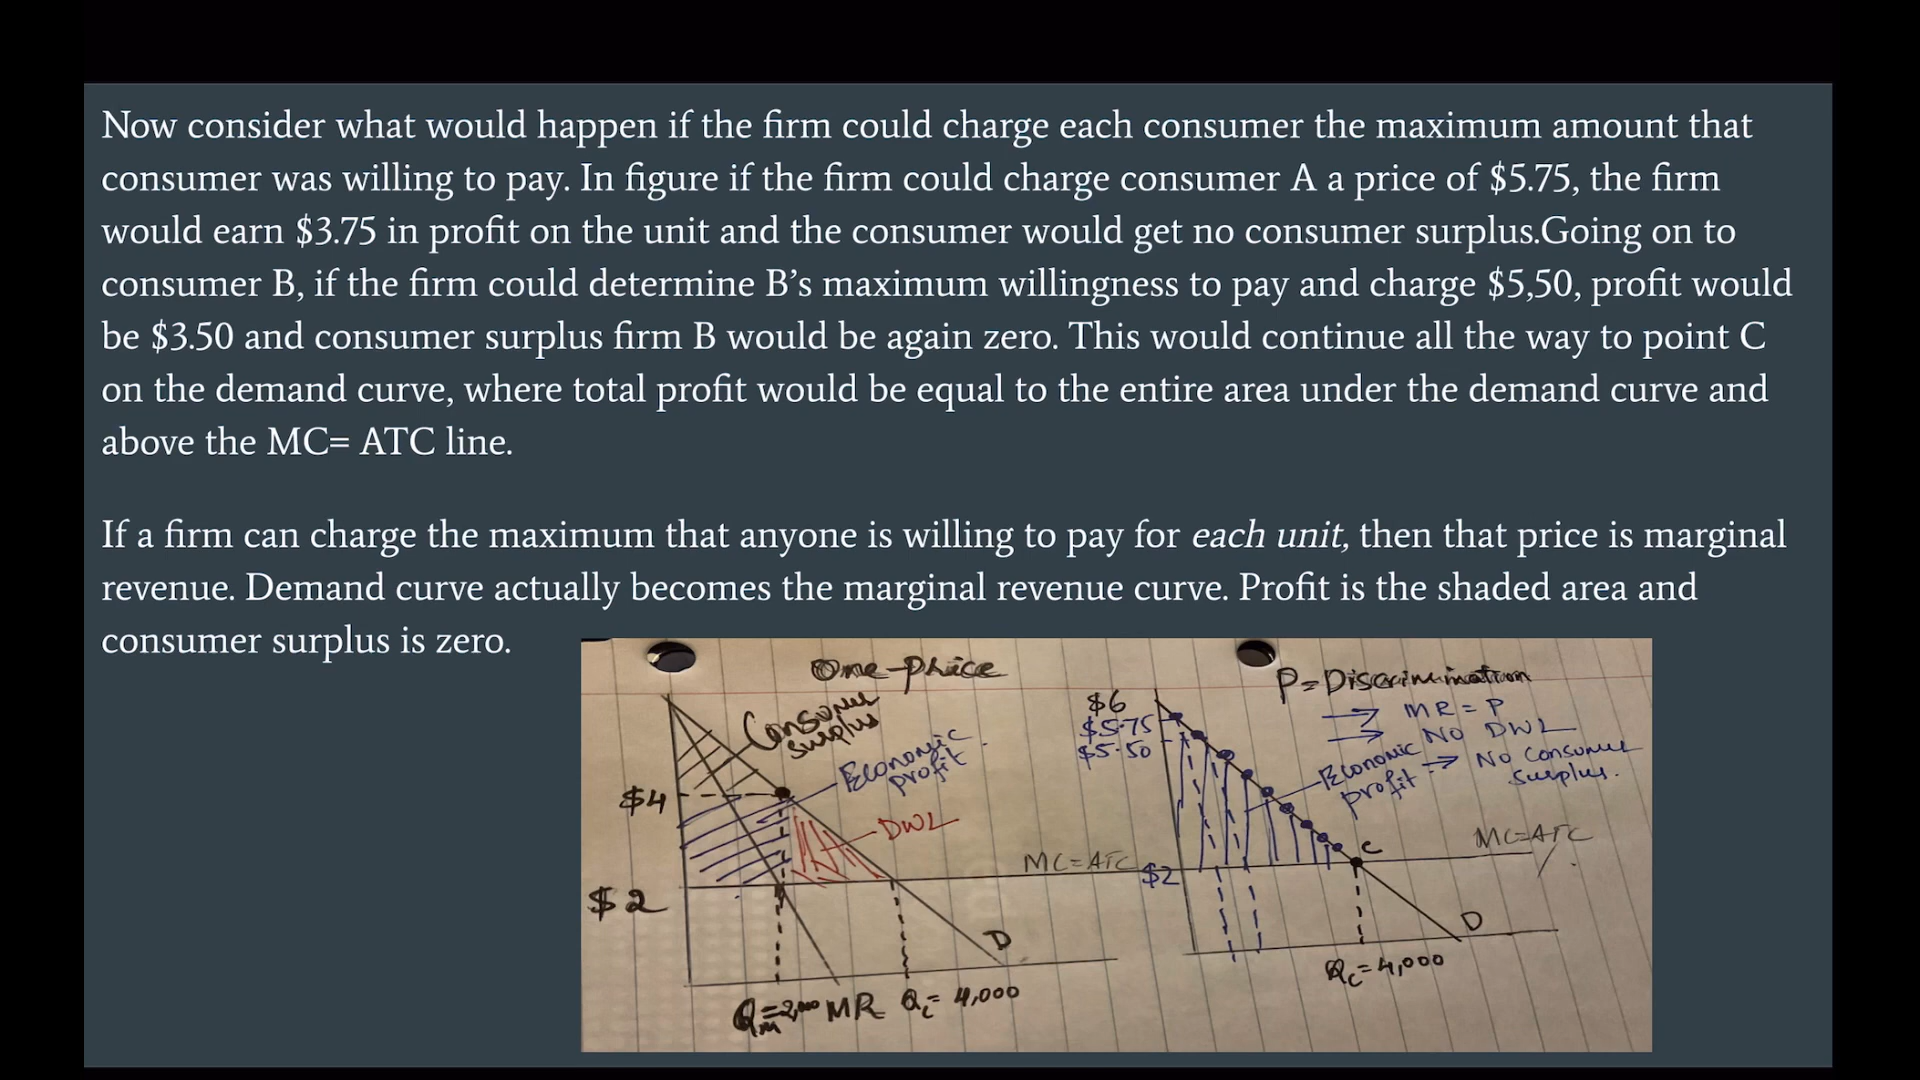 Now consider what would happen if the firm could charge each consumer the maximum amount that
consumer was willing to pay. In figure if the firm could charge consumer A a price of $5.75, the firm
would earn $3.75 in profit on the unit and the consumer would get no consumer surplus.Going on to
consumer B, if the firm could determine B’s maximum willingness to pay and charge $5,50, profit would
be $3.50 and consumer surplus firm B would be again zero. This would continue all the way to point C
on the demand curve, where total profit would be equal to the entire area under the demand curve and
above the MC= ATC line.
If a firm can charge the maximum that anyone is willing to pay for each unit, then that price is marginal
revenue. Demand curve actually becomes the marginal revenue curve. Profit is the shaded area and
consumer surplus is zero.
One-Price
Consumer
surplus
Economic
profit
$4
DWL
MC=ATC
$2
D
Qm=2,000 MR Qc= 4,000
P=Discrimination
$6
$5.75
$5.50
MR = P
NO DWL
Economic
profit
No Consumer
Surplus.
C
MC=ATC
$2
D
Qc=4,000